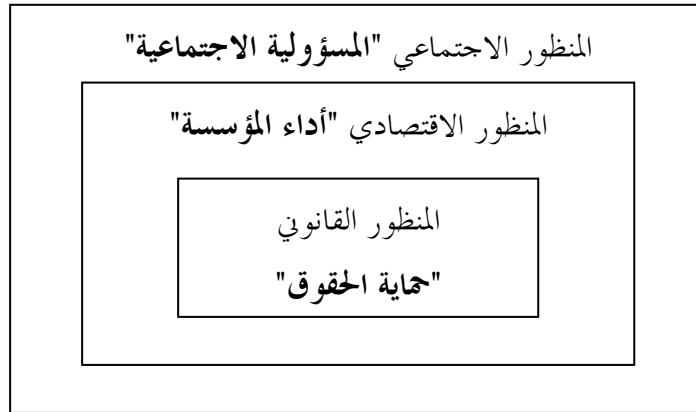 المنظور الاجتماعي "المسؤولية الاجتماعية"
المنظور الاقتصادي "أداء المؤسسة"
المنظور القانوني
"حماية الحقوق"